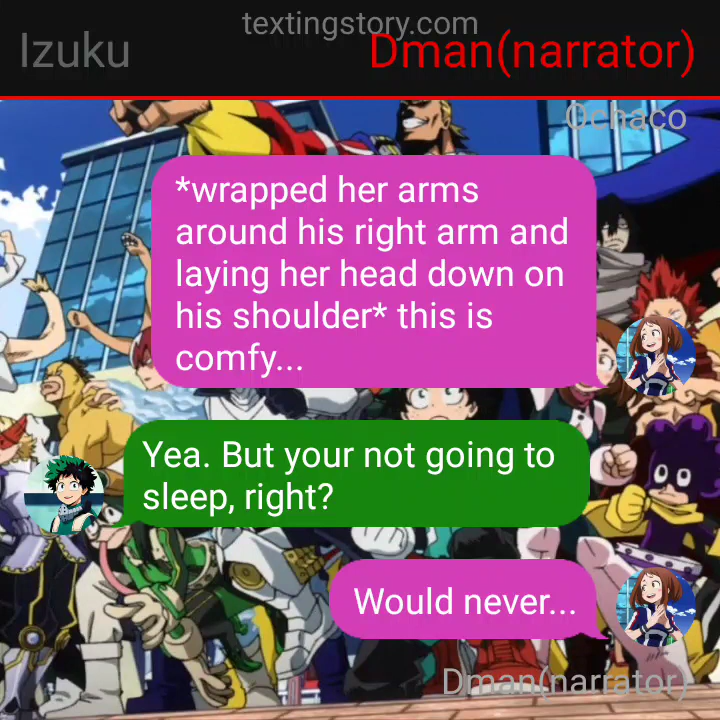 textingstory.com
Izuku
Dman(narrator)
Ochaco
*wrapped her arms
around his right arm and
laying her head down on
his shoulder* this is
comfy...
Yea. But your not going to
sleep, right?
Would never...
Dman(narrator)